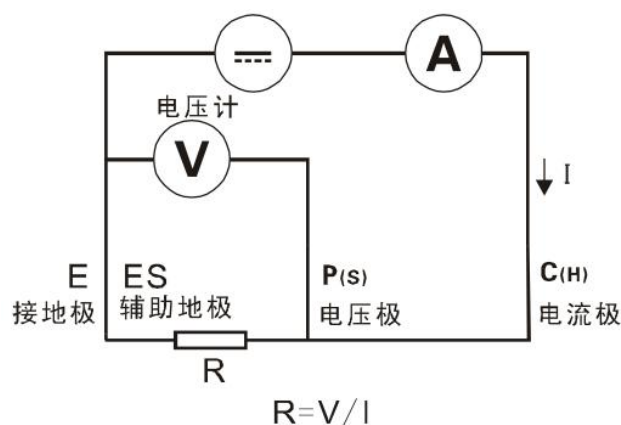 A
电压计
V
I
E ES P(S) C(H)
接地极 辅助地极 电压极 电流极
R
R=V/I